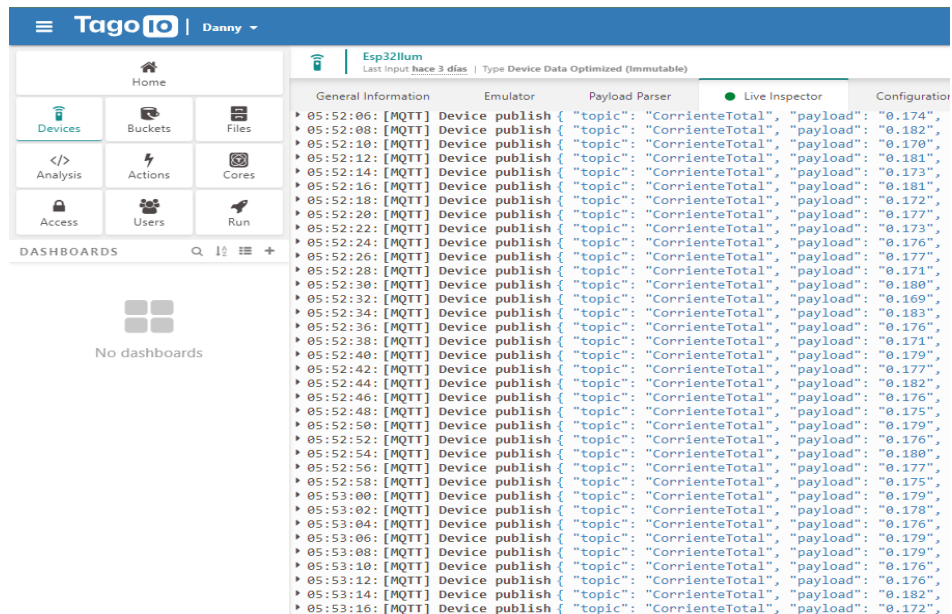 Tago IO | Danny
Home
Devices Buckets Files
Analysis Actions Cores
Access Users Run
DASHBOARDS
No dashboards
Esp32Ilum
Last Input hace 3 días | Type Device Data Optimized (Immutable)
General Information Emulator Payload Parser Live Inspector Configuration
05:52:06: [MQTT] Device publish { "topic": "CorrienteTotal", "payload": "0.174",
05:52:08: [MQTT] Device publish { "topic": "CorrienteTotal", "payload": "0.182",
05:52:10: [MQTT] Device publish { "topic": "CorrienteTotal", "payload": "0.170",
05:52:12: [MQTT] Device publish { "topic": "CorrienteTotal", "payload": "0.181",
05:52:14: [MQTT] Device publish { "topic": "CorrienteTotal", "payload": "0.173",
05:52:16: [MQTT] Device publish { "topic": "CorrienteTotal", "payload": "0.181",
05:52:18: [MQTT] Device publish { "topic": "CorrienteTotal", "payload": "0.172",
05:52:20: [MQTT] Device publish { "topic": "CorrienteTotal", "payload": "0.177",
05:52:22: [MQTT] Device publish { "topic": "CorrienteTotal", "payload": "0.173",
05:52:24: [MQTT] Device publish { "topic": "CorrienteTotal", "payload": "0.176",
05:52:26: [MQTT] Device publish { "topic": "CorrienteTotal", "payload": "0.177",
05:52:28: [MQTT] Device publish { "topic": "CorrienteTotal", "payload": "0.171",
05:52:30: [MQTT] Device publish { "topic": "CorrienteTotal", "payload": "0.180",
05:52:32: [MQTT] Device publish { "topic": "CorrienteTotal", "payload": "0.169",
05:52:34: [MQTT] Device publish { "topic": "CorrienteTotal", "payload": "0.183",
05:52:36: [MQTT] Device publish { "topic": "CorrienteTotal", "payload": "0.176",
05:52:38: [MQTT] Device publish { "topic": "CorrienteTotal", "payload": "0.171",
05:52:40: [MQTT] Device publish { "topic": "CorrienteTotal", "payload": "0.179",
05:52:42: [MQTT] Device publish { "topic": "CorrienteTotal", "payload": "0.177",
05:52:44: [MQTT] Device publish { "topic": "CorrienteTotal", "payload": "0.182",
05:52:46: [MQTT] Device publish { "topic": "CorrienteTotal", "payload": "0.176",
05:52:48: [MQTT] Device publish { "topic": "CorrienteTotal", "payload": "0.175",
05:52:50: [MQTT] Device publish { "topic": "CorrienteTotal", "payload": "0.179",
05:52:52: [MQTT] Device publish { "topic": "CorrienteTotal", "payload": "0.176",
05:52:54: [MQTT] Device publish { "topic": "CorrienteTotal", "payload": "0.180",
05:52:56: [MQTT] Device publish { "topic": "CorrienteTotal", "payload": "0.177",
05:52:58: [MQTT] Device publish { "topic": "CorrienteTotal", "payload": "0.175",
05:53:00: [MQTT] Device publish { "topic": "CorrienteTotal", "payload": "0.179",
05:53:02: [MQTT] Device publish { "topic": "CorrienteTotal", "payload": "0.178",
05:53:04: [MQTT] Device publish { "topic": "CorrienteTotal", "payload": "0.176",
05:53:06: [MQTT] Device publish { "topic": "CorrienteTotal", "payload": "0.179",
05:53:08: [MQTT] Device publish { "topic": "CorrienteTotal", "payload": "0.179",
05:53:10: [MQTT] Device publish { "topic": "CorrienteTotal", "payload": "0.176",
05:53:12: [MQTT] Device publish { "topic": "CorrienteTotal", "payload": "0.176",
05:53:14: [MQTT] Device publish { "topic": "CorrienteTotal", "payload": "0.182",
05:53:16: [MQTT] Device publish { "topic": "CorrienteTotal", "payload": "0.172",